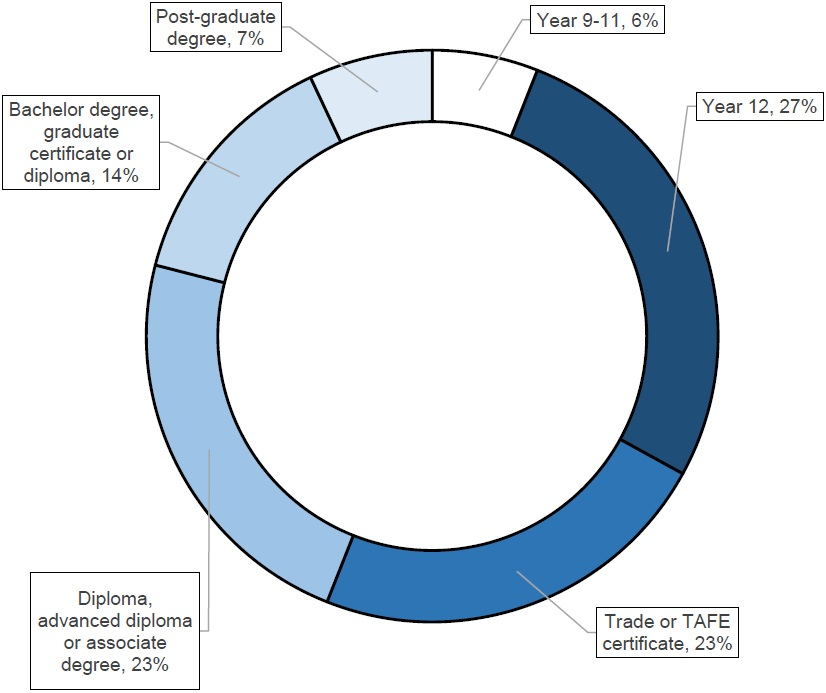 Post-graduate
degree, 7%
Year 9-11, 6%
Year 12, 27%
Bachelor degree,
graduate
certificate or
diploma, 14%
Diploma,
advanced diploma
or associate
degree, 23%
Trade or TAFE
certificate, 23%